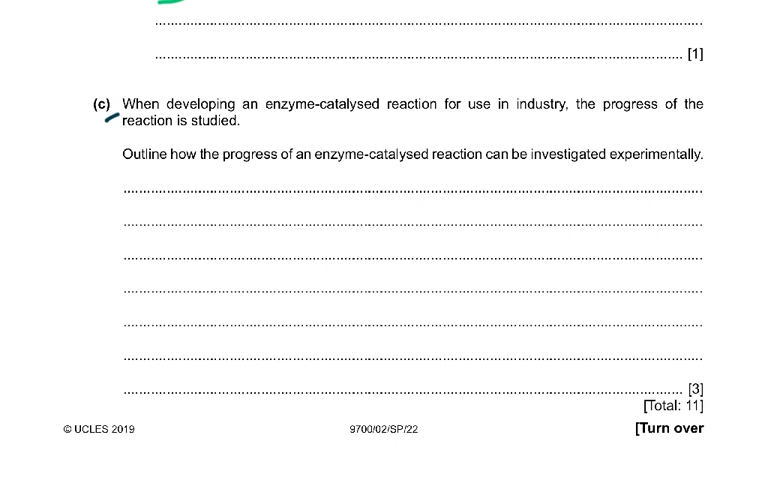 [1]
(c) When developing an enzyme-catalysed reaction for use in industry, the progress of the
reaction is studied.
Outline how the progress of an enzyme-catalysed reaction can be investigated experimentally.
[3]
[Total: 11]
© UCLES 2019 9700/02/SP/22 [Turn over